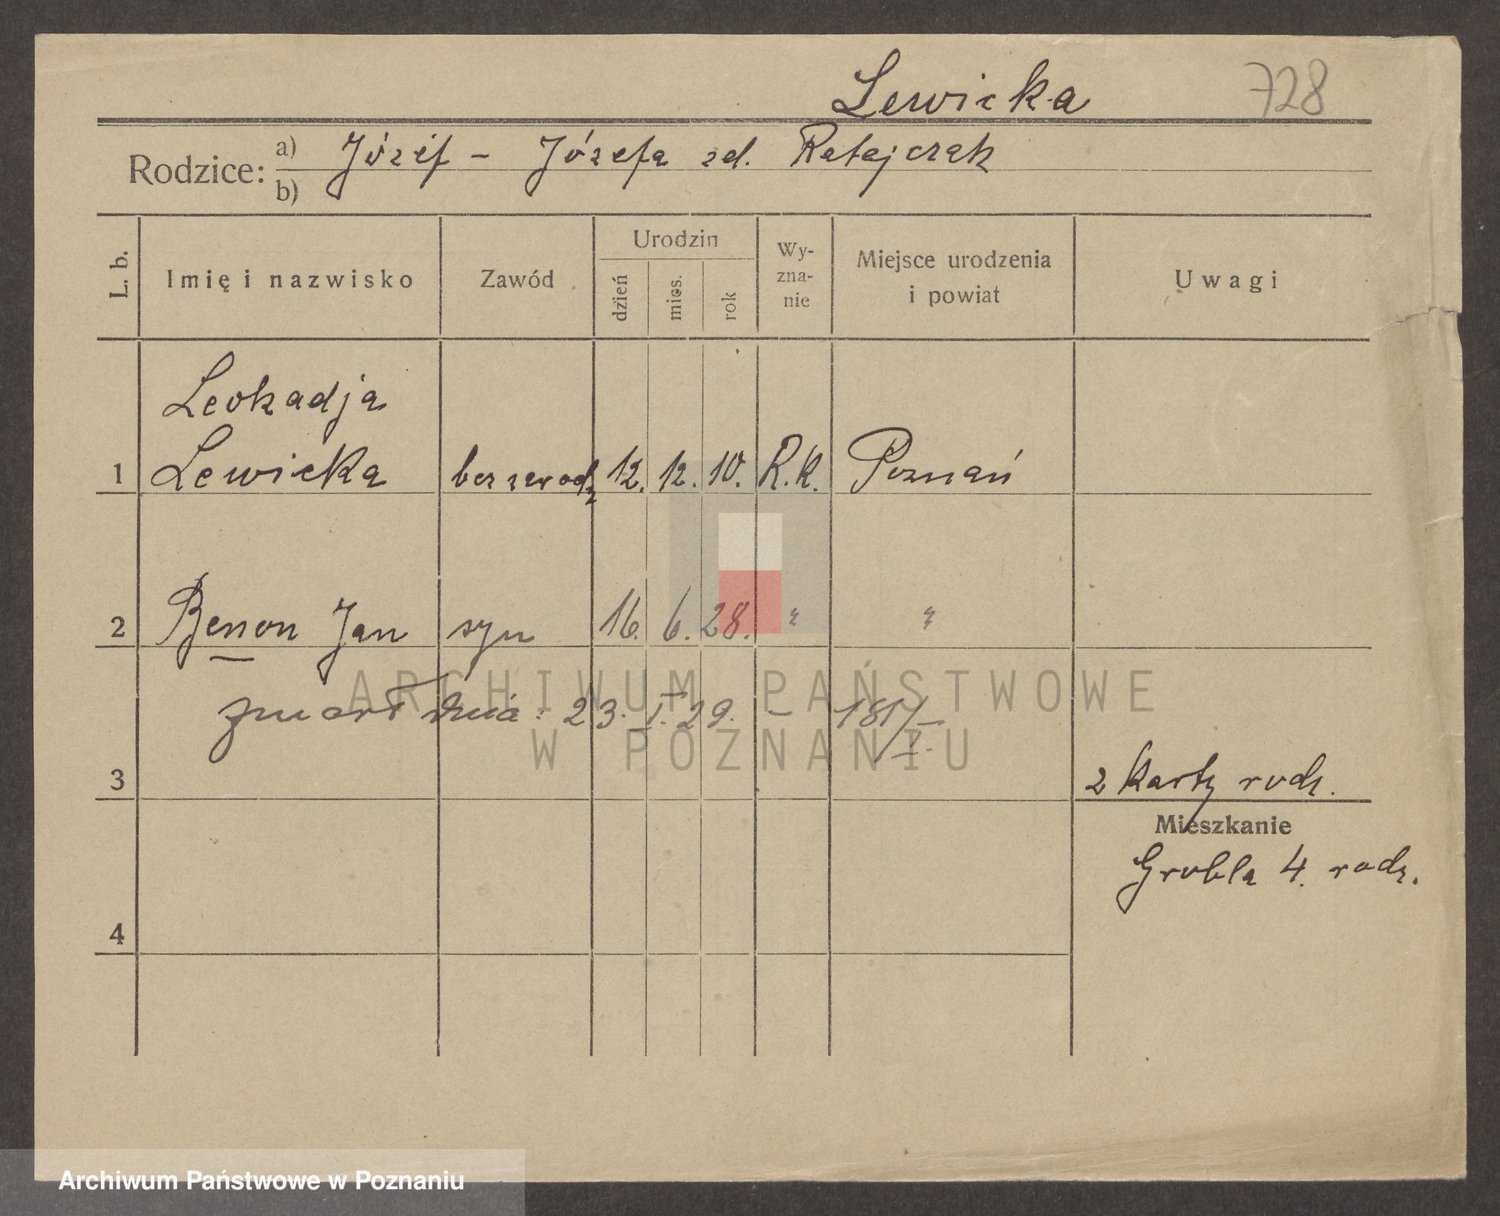 Lewicka 728
Rodzice: a) Józef - Józefa zd. Ratajczak
b)
L. b.
Imię i nazwisko
Zawód
Urodzin
dzień
mies.
rok
Wy-
zna-
nie
Miejsce urodzenia
i powiat
Uwagi
Leokadja
1 Lewicka bez zawodu 12. 12. 10. R.k. Poznań
2 Benon Jan syn 16. 6. 28. " "
zmarł dnia: 23. I. 29. - 181/I.
3
2 karty rodz.
Mieszkanie
Grobla 4. rodz.
4
ARCHIWUM PAŃSTWOWE
W POZNANIU
Archiwum Państwowe w Poznaniu